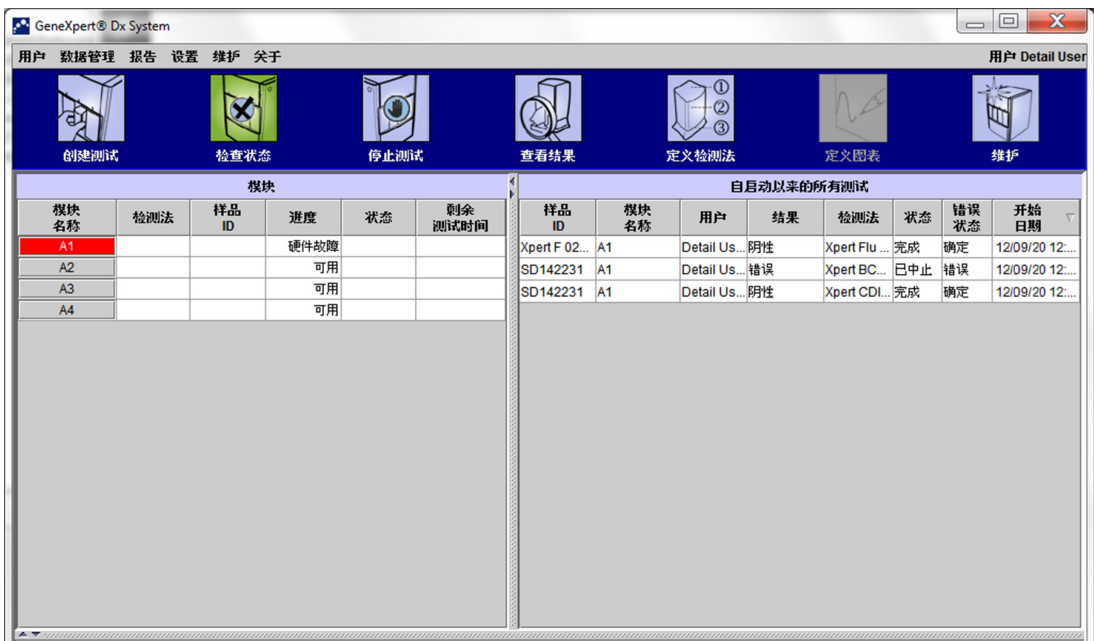 GeneXpert® Dx System
用户 数据管理 报告 设置 维护 关于 用户 Detail User
创建测试 检查状态 停止测试 查看结果 定义检测法 定义图表 维护
① ② ③
模块
模块名称 检测法 样品ID 进度 状态 剩余测试时间
A1 硬件故障
A2 可用
A3 可用
A4 可用
自启动以来的所有测试
样品ID 模块名称 用户 结果 检测法 状态 错误状态 开始日期
Xpert F 02... A1 Detail Us... 阴性 Xpert Flu ... 完成 确定 12/09/20 12:...
SD142231 A1 Detail Us... 错误 Xpert BC... 已中止 错误 12/09/20 12:...
SD142231 A1 Detail Us... 阴性 Xpert CDI... 完成 确定 12/09/20 12:...